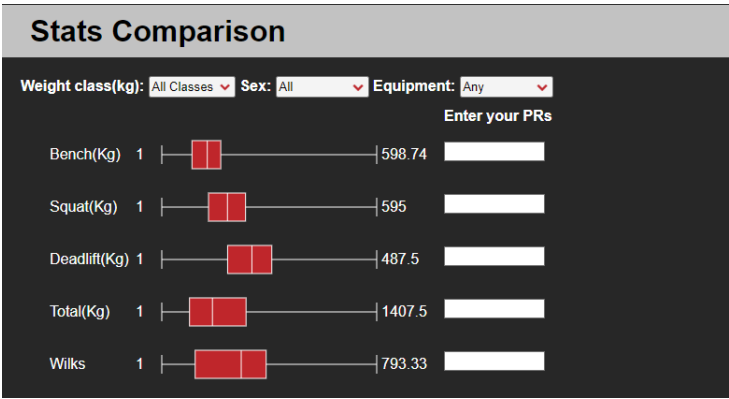 Stats Comparison
Weight class(kg): All Classes Sex: All Equipment: Any
Enter your PRs
Bench(Kg) 1 598.74
Squat(Kg) 1 595
Deadlift(Kg) 1 487.5
Total(Kg) 1 1407.5
Wilks 1 793.33